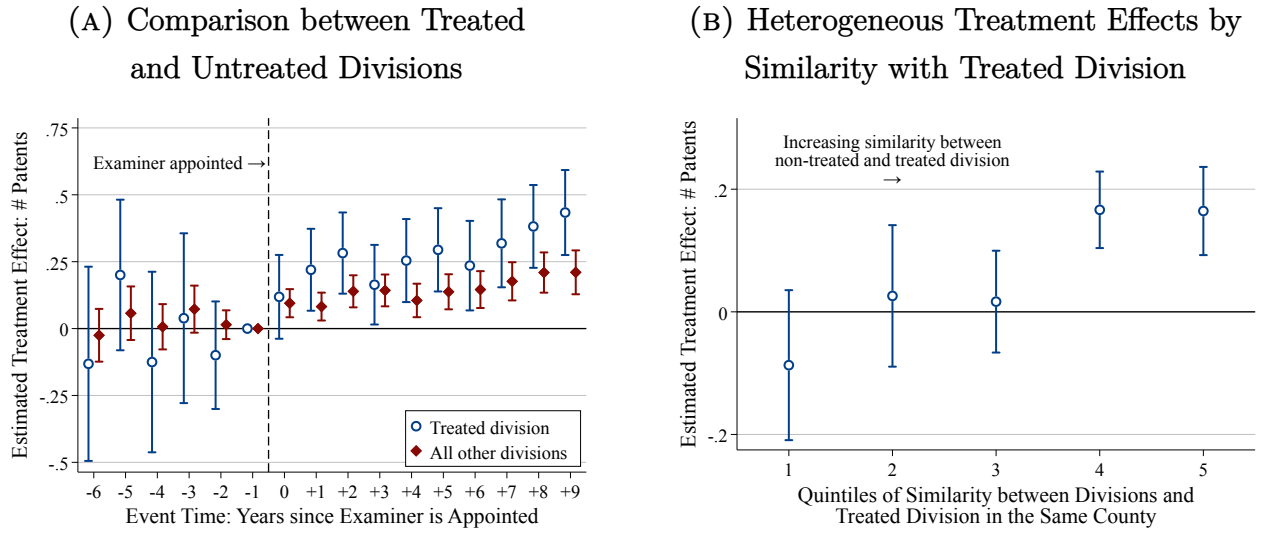 (A) Comparison between Treated
and Untreated Divisions
Estimated Treatment Effect: # Patents
.75
.5
.25
0
-.25
-.5
Examiner appointed →
Treated division
All other divisions
-6 -5 -4 -3 -2 -1 0 +1 +2 +3 +4 +5 +6 +7 +8 +9
Event Time: Years since Examiner is Appointed
(B) Heterogeneous Treatment Effects by
Similarity with Treated Division
Estimated Treatment Effect: # Patents
.2
0
-.2
Increasing similarity between
non-treated and treated division
→
1 2 3 4 5
Quintiles of Similarity between Divisions and
Treated Division in the Same County